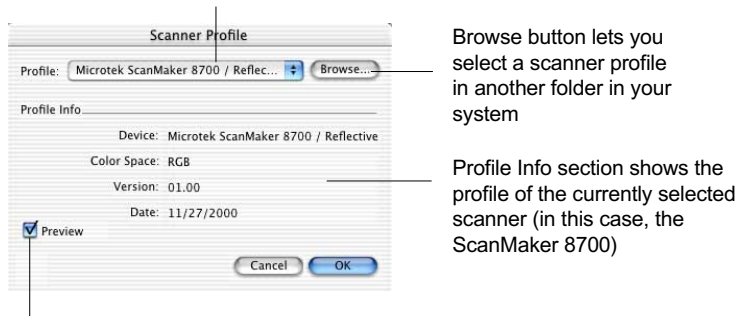 Scanner Profile
Profile: Microtek ScanMaker 8700 / Reflec... Browse...
Profile Info
Device: Microtek ScanMaker 8700 / Reflective
Color Space: RGB
Version: 01.00
Date: 11/27/2000
Preview
Cancel OK
Browse button lets you
select a scanner profile
in another folder in your
system
Profile Info section shows the
profile of the currently selected
scanner (in this case, the
ScanMaker 8700)